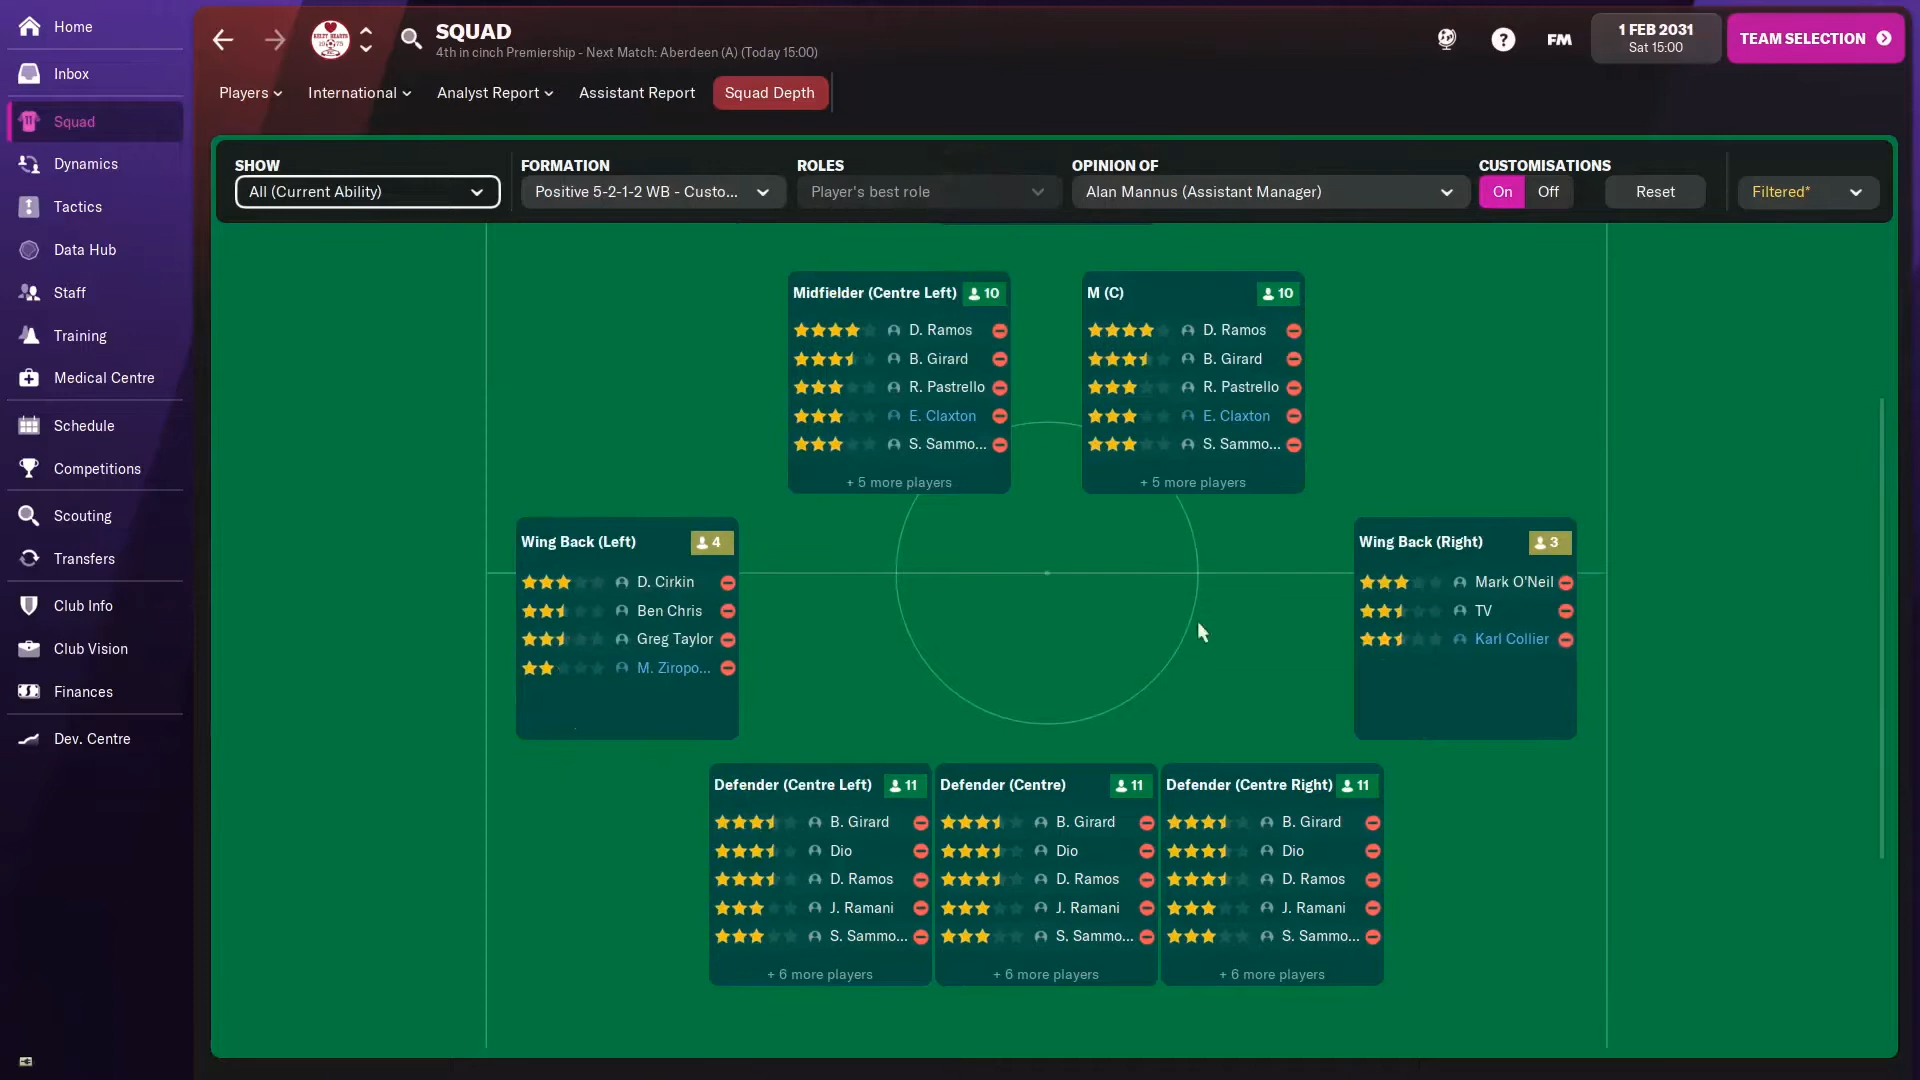 Home
Inbox
Squad
Dynamics
Tactics
Data Hub
Staff
Training
Medical Centre
Schedule
Competitions
Scouting
Transfers
Club Info
Club Vision
Finances
Dev. Centre
SQUAD
4th in cinch Premiership - Next Match: Aberdeen (A) (Today 15:00)
FM
1 FEB 2031
Sat 15:00
TEAM SELECTION
Players
International
Analyst Report
Assistant Report
Squad Depth
SHOW
All (Current Ability)
FORMATION
Positive 5-2-1-2 WB - Custo...
ROLES
Player's best role
OPINION OF
Alan Mannus (Assistant Manager)
CUSTOMISATIONS
On Off
Reset
Filtered*
Midfielder (Centre Left) 10
D. Ramos
B. Girard
R. Pastrello
E. Claxton
S. Sammo...
+ 5 more players
M (C) 10
D. Ramos
B. Girard
R. Pastrello
E. Claxton
S. Sammo...
+ 5 more players
Wing Back (Left) 4
D. Cirkin
Ben Chris
Greg Taylor
M. Ziropo...
Wing Back (Right) 3
Mark O'Neil
TV
Karl Collier
Defender (Centre Left) 11
B. Girard
Dio
D. Ramos
J. Ramani
S. Sammo...
+ 6 more players
Defender (Centre) 11
B. Girard
Dio
D. Ramos
J. Ramani
S. Sammo...
+ 6 more players
Defender (Centre Right) 11
B. Girard
Dio
D. Ramos
J. Ramani
S. Sammo...
+ 6 more players